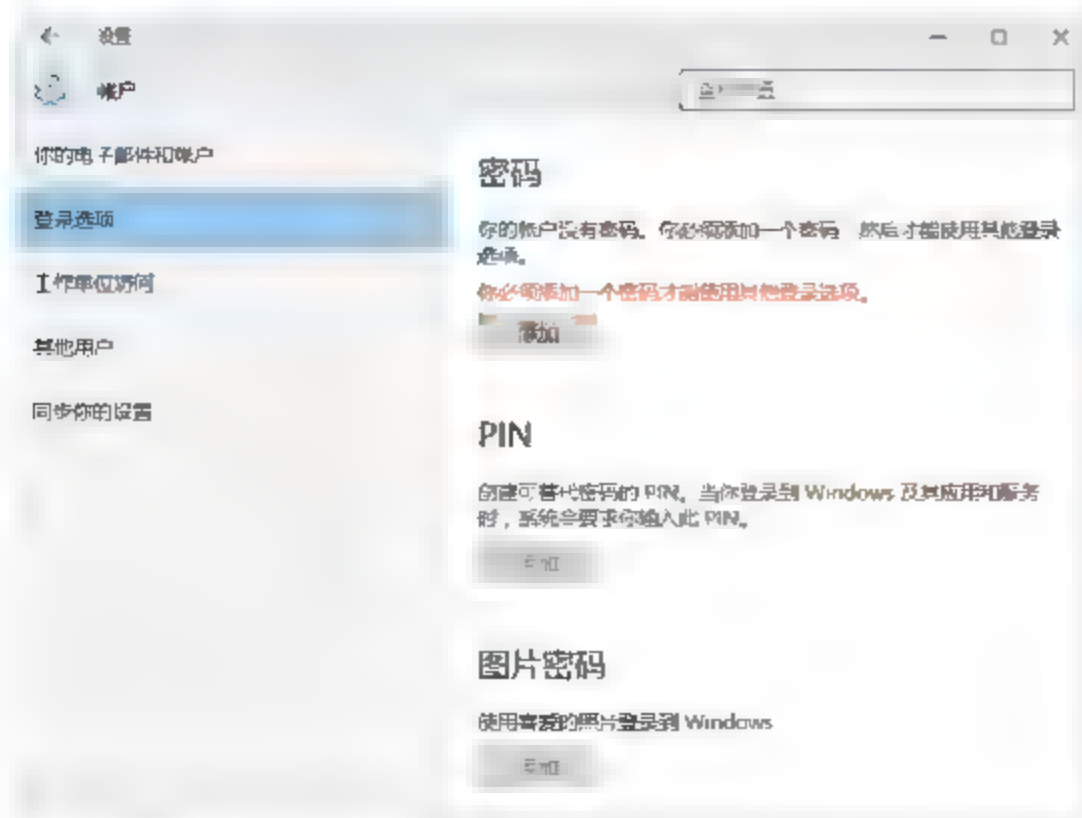 设置
帐户
你的电子邮件和帐户
登录选项
工作单位访问
其他用户
同步你的设置
密码
你的帐户没有密码。你必须添加一个密码，然后才能使用其他登录
选项。
你必须添加一个密码才能使用其他登录选项。
添加
PIN
创建可替代密码的 PIN。当你登录到 Windows 及其应用和服务
时，系统会要求你输入此 PIN。
图片密码
使用喜爱的照片登录到 Windows